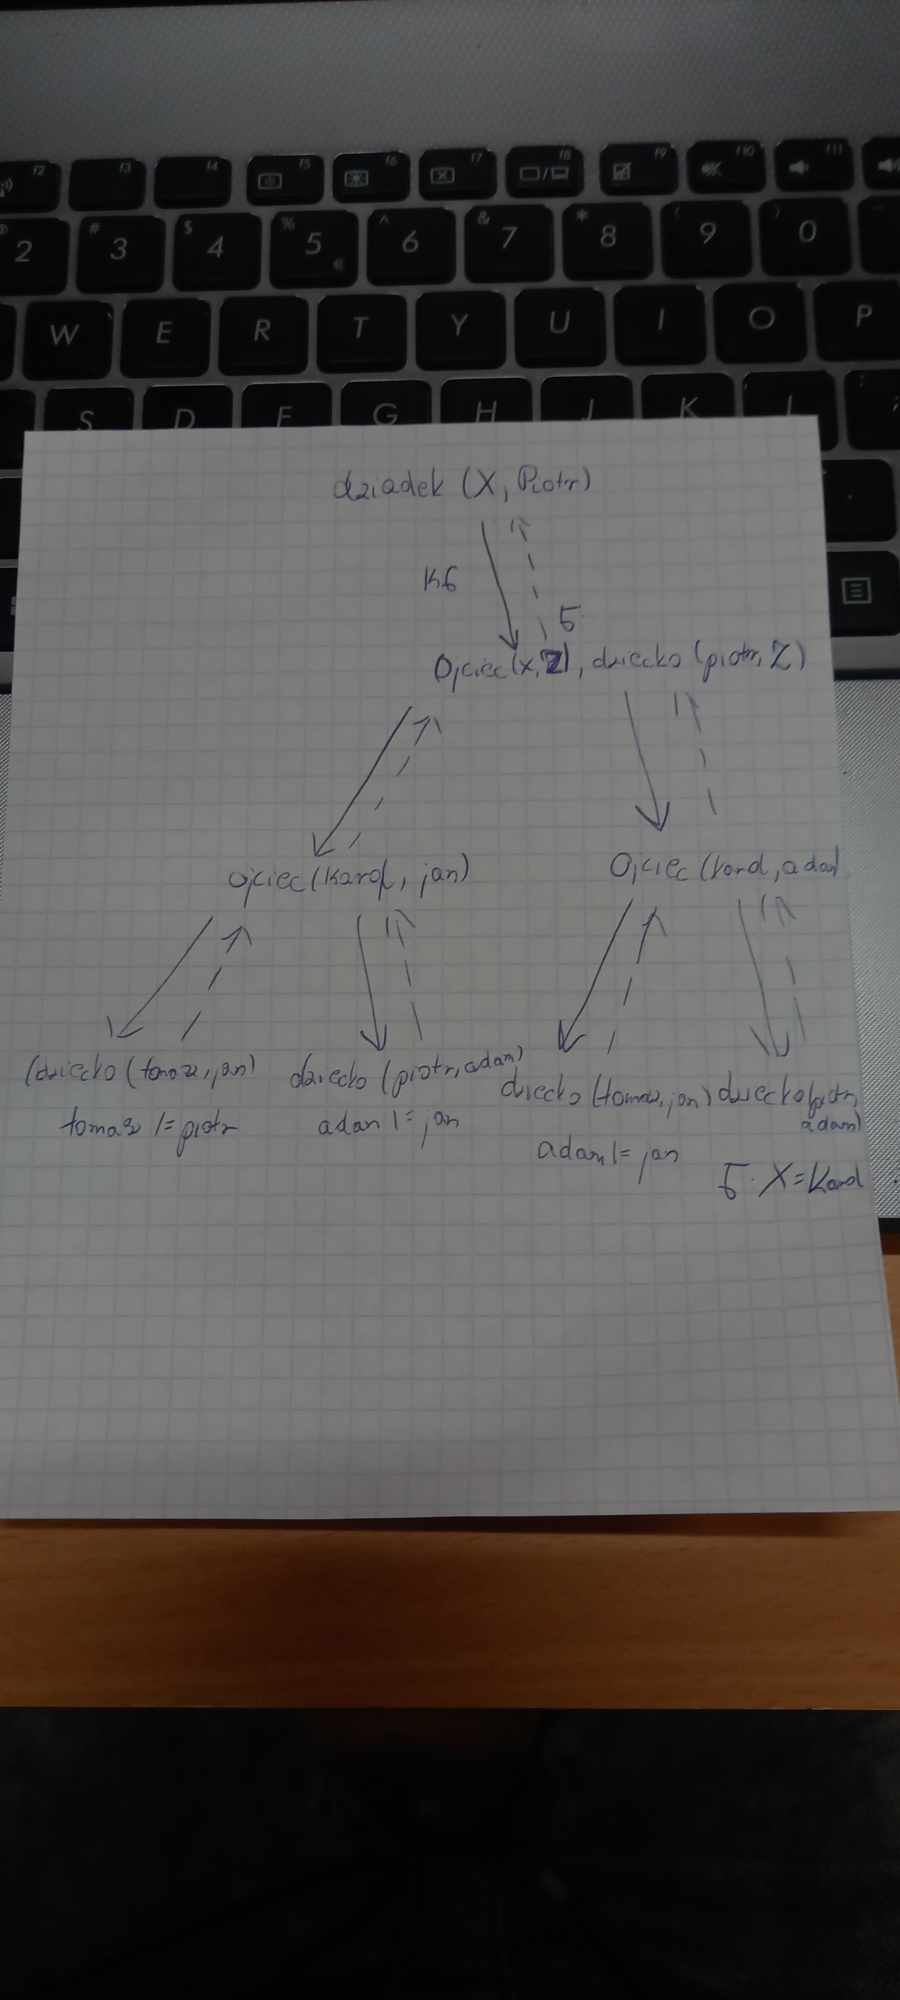 f2 f3 f4 f5 f6 f7 f8 f9 f10 f11
2 # 3 $ 4 % 5 € ^ 6 & 7 * 8 ( 9 ) 0
W E R T Y U I O P
S D F G H J K L ;
dziadek (X, Piotr)
k6
5
Ojciec(x,Z), dziecko (piotr, Z)
ojciec(karol, jan)
Ojciec (karol, adam
(dziecko (tomasz, jan)
dziecko (piotr, adam)
dziecko (tomasz, jan)
dziecko(piotr,
adam)
tomasz != piotr
adam != jan
adam != jan
5. X=Karol